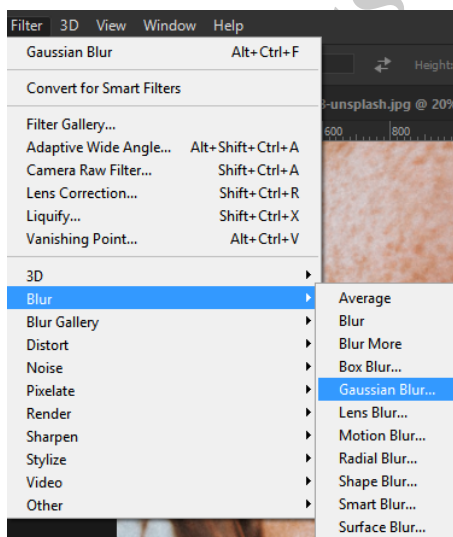 Filter 3D View Window Help
Gaussian Blur Alt+Ctrl+F
Convert for Smart Filters
Filter Gallery...
Adaptive Wide Angle... Alt+Shift+Ctrl+A
Camera Raw Filter... Shift+Ctrl+A
Lens Correction... Shift+Ctrl+R
Liquify... Shift+Ctrl+X
Vanishing Point... Alt+Ctrl+V
3D
Blur
Blur Gallery
Distort
Noise
Pixelate
Render
Sharpen
Stylize
Video
Other
Height:
-unsplash.jpg @ 20%
600 800
Average
Blur
Blur More
Box Blur...
Gaussian Blur...
Lens Blur...
Motion Blur...
Radial Blur...
Shape Blur...
Smart Blur...
Surface Blur...